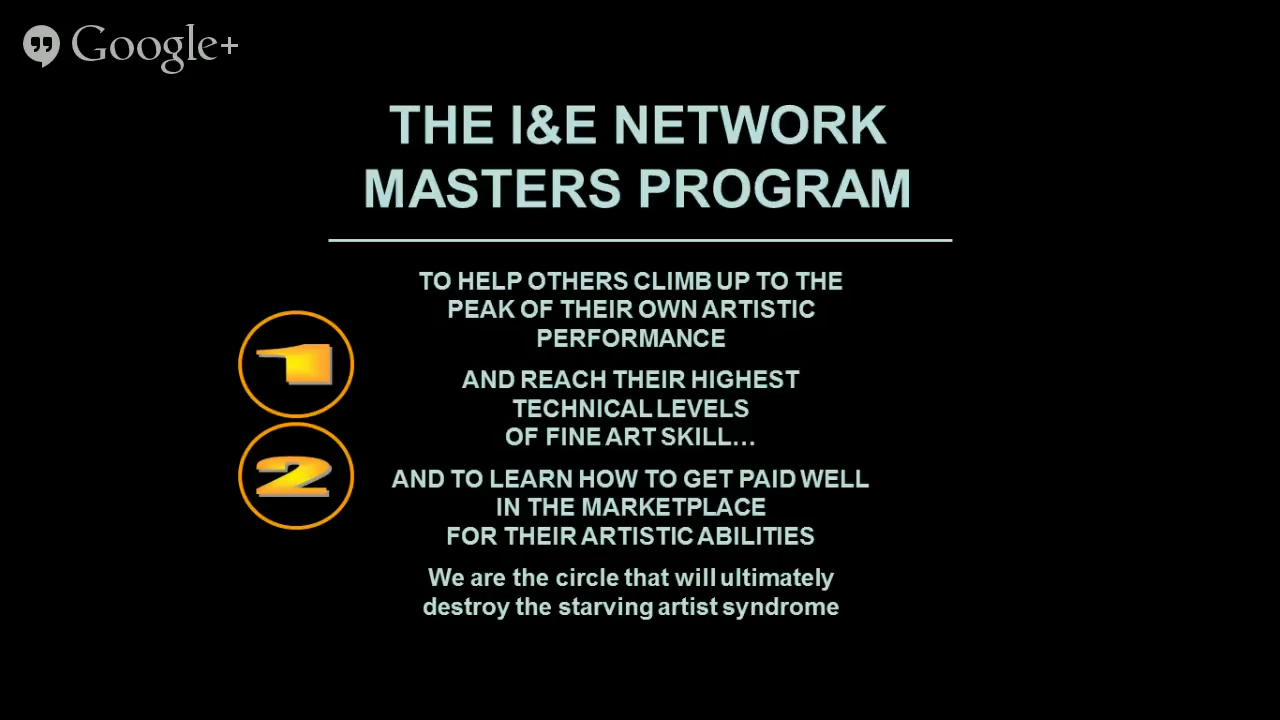 Google+
THE I&E NETWORK
MASTERS PROGRAM
TO HELP OTHERS CLIMB UP TO THE
PEAK OF THEIR OWN ARTISTIC
PERFORMANCE
1
AND REACH THEIR HIGHEST
TECHNICAL LEVELS
OF FINE ART SKILL…
2
AND TO LEARN HOW TO GET PAID WELL
IN THE MARKETPLACE
FOR THEIR ARTISTIC ABILITIES
We are the circle that will ultimately
destroy the starving artist syndrome